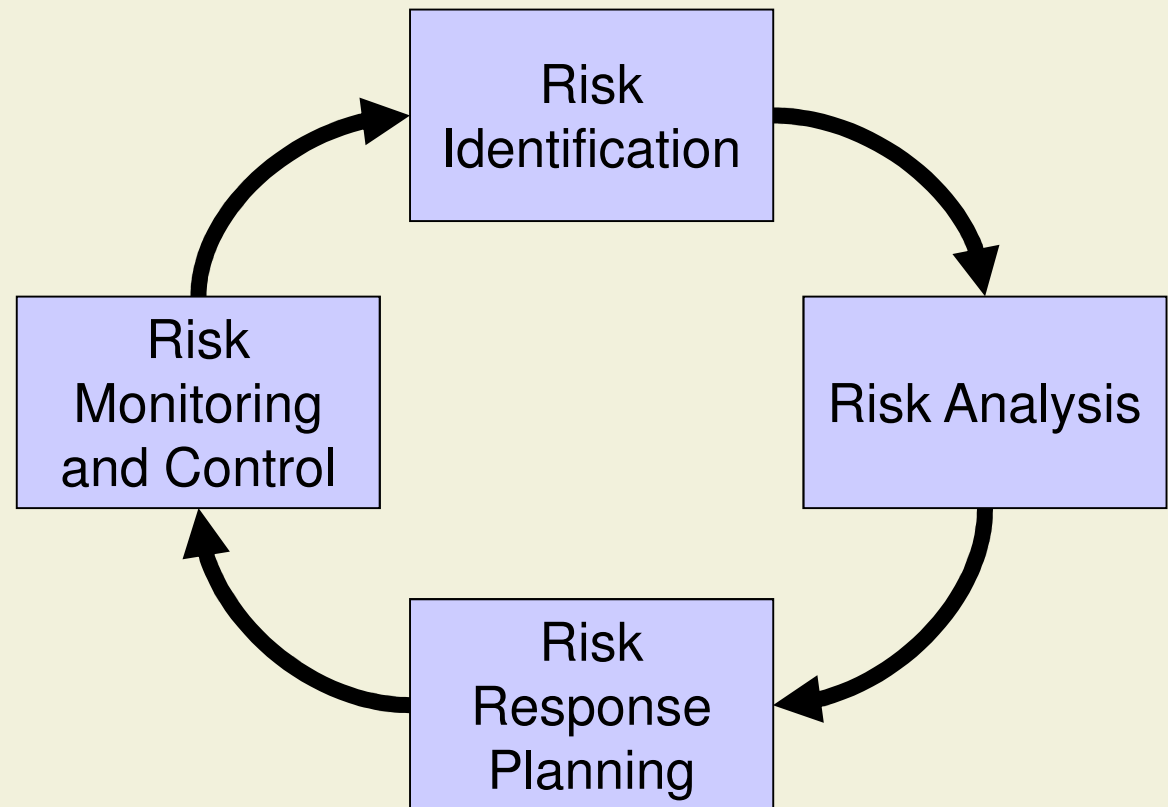 Risk
Identification
Risk
Monitoring
and Control
Risk Analysis
Risk
Response
Planning